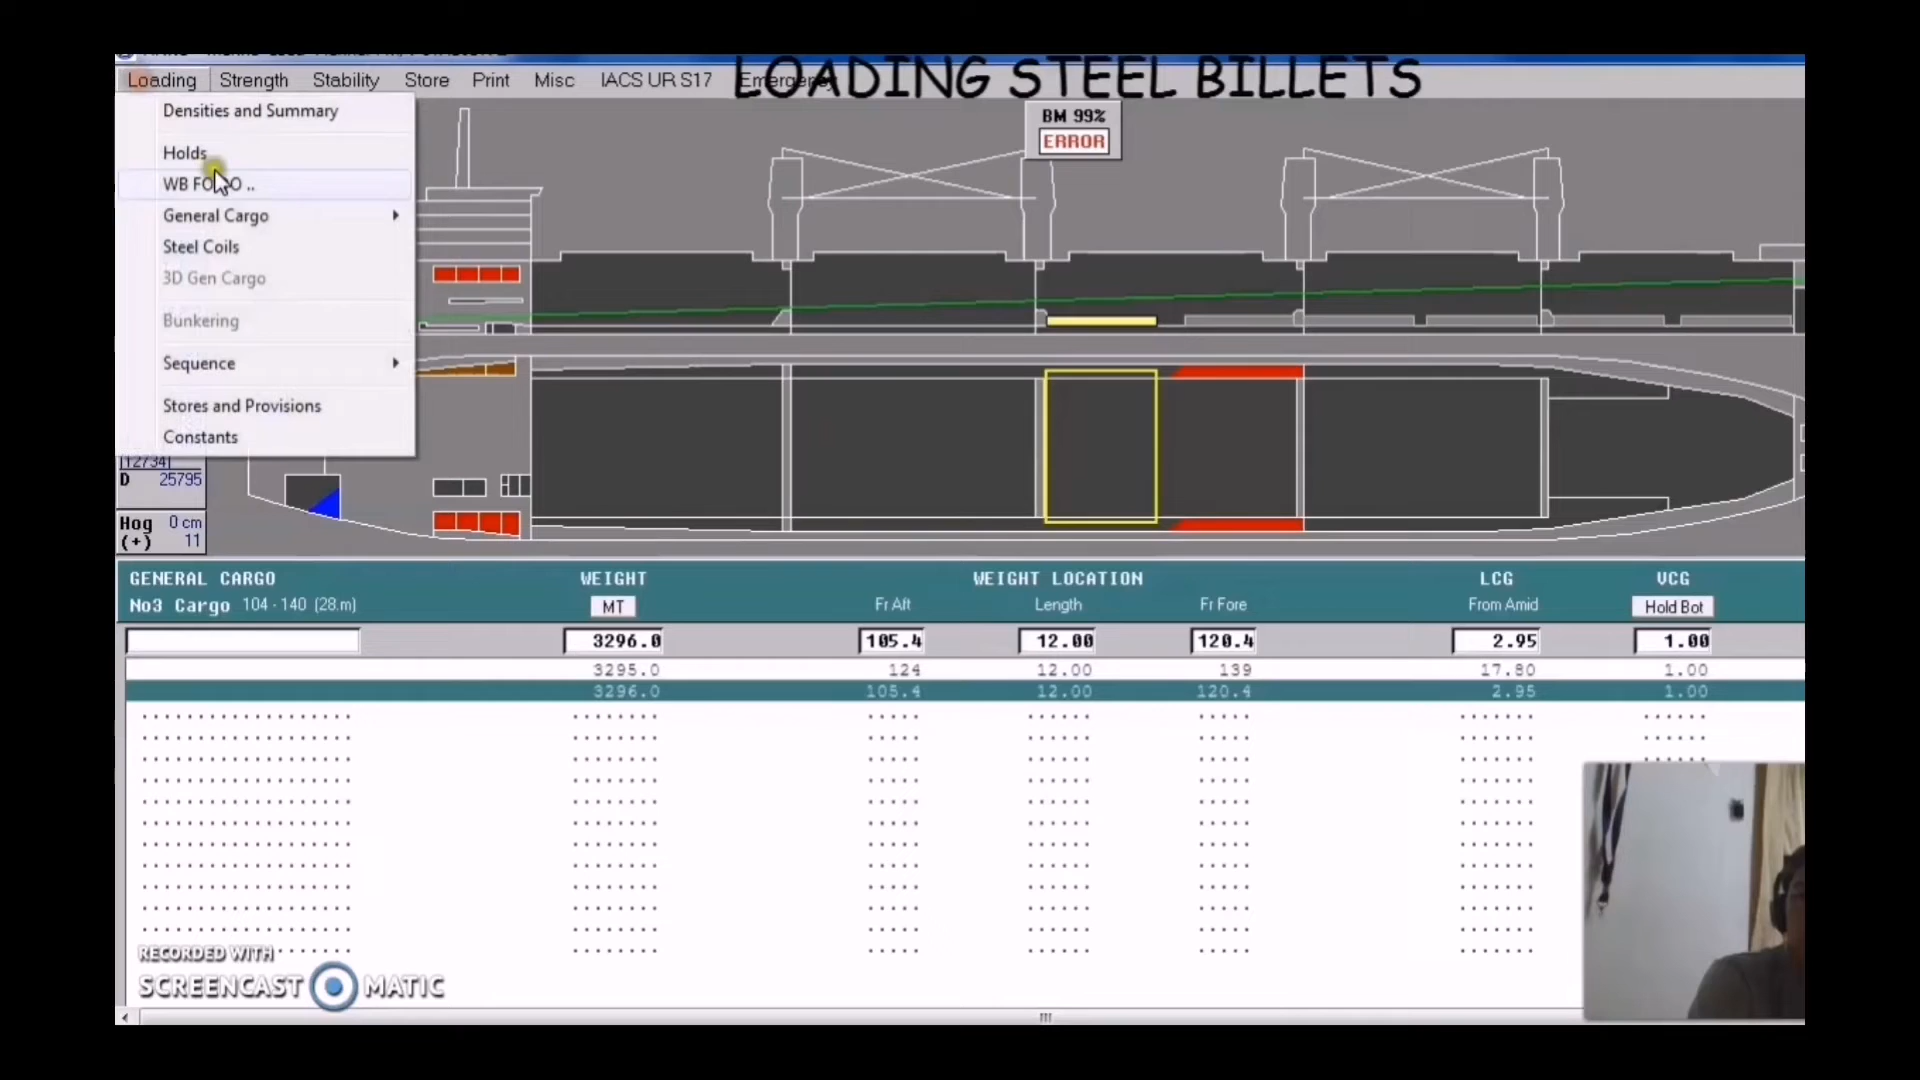 LOADING STEEL BILLETS
Loading Strength Stability Store Print Misc IACS UR S17 Emergency
Densities and Summary
Holds
WB FO
General Cargo
Steel Coils
3D Gen Cargo
Bunkering
Sequence
Stores and Provisions
Constants
BM 99%
ERROR
[12734]
D 25795
Hog 0 cm
(+) 11
GENERAL CARGO WEIGHT WEIGHT LOCATION LCG VCG
No3 Cargo 104 - 140 (28.m) MT Fr Aft Length Fr Fore From Amid Hold Bot
3296.0 105.4 12.00 120.4 2.95 1.00
3295.0 124 12.00 139 17.80 1.00
3296.0 105.4 12.00 120.4 2.95 1.00
RECORDED WITH
SCREENCAST MATIC